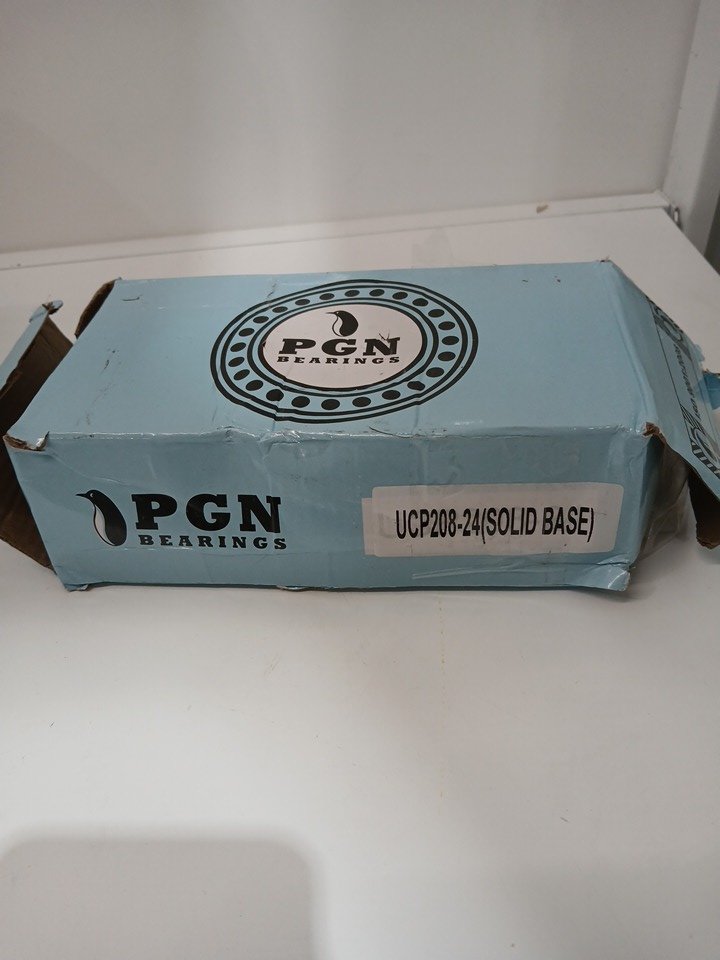 PGN
BEARINGS
PGN
BEARINGS
UCP208-24(SOLID BASE)